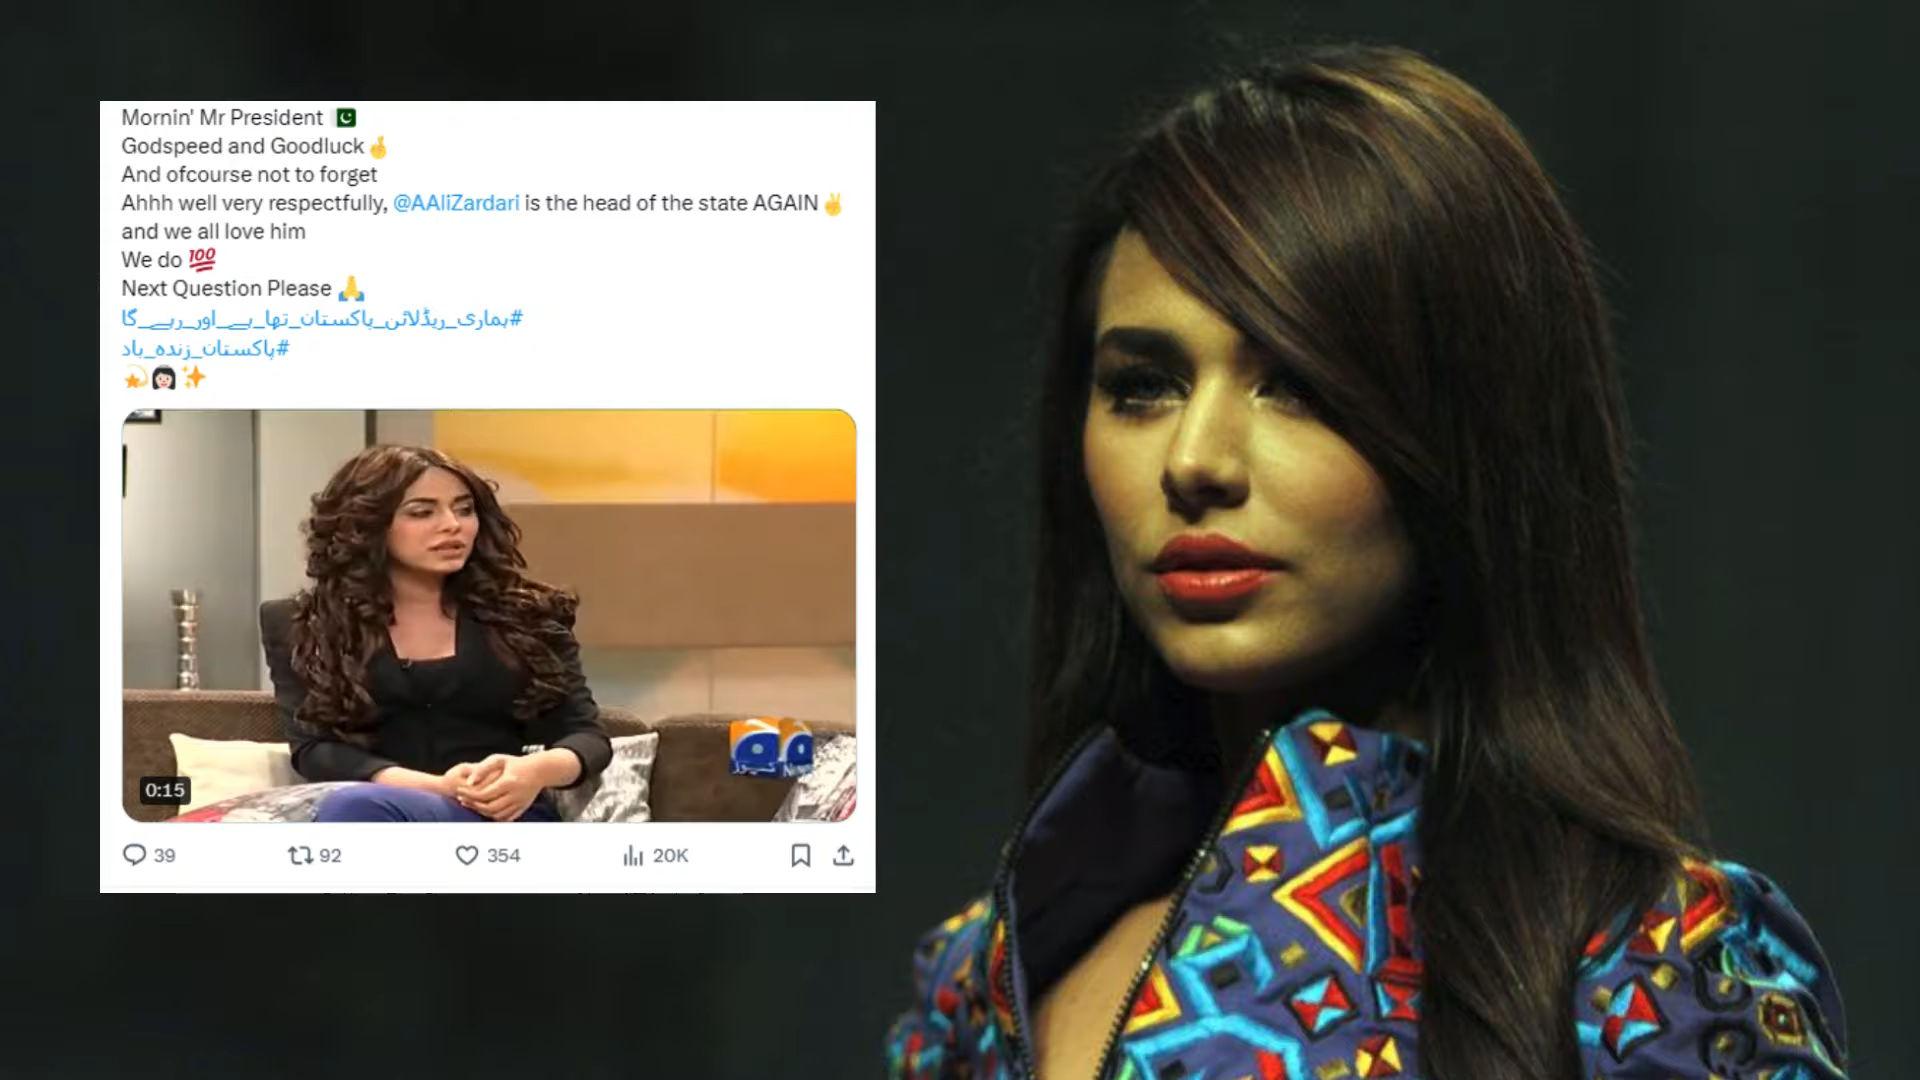 Mornin' Mr President 🇵🇰
Godspeed and Goodluck🤞
And ofcourse not to forget
Ahhh well very respectfully, @AAliZardari is the head of the state AGAIN✌
and we all love him
We do 💯
Next Question Please 🙏
#ہماری_ریڈلائن_پاکستان_تھا_ہے_اور_رہے_گا
#پاکستان_زندہ_باد
💫👩🏻✨
نیوز News
0:15
39 92 354 20K